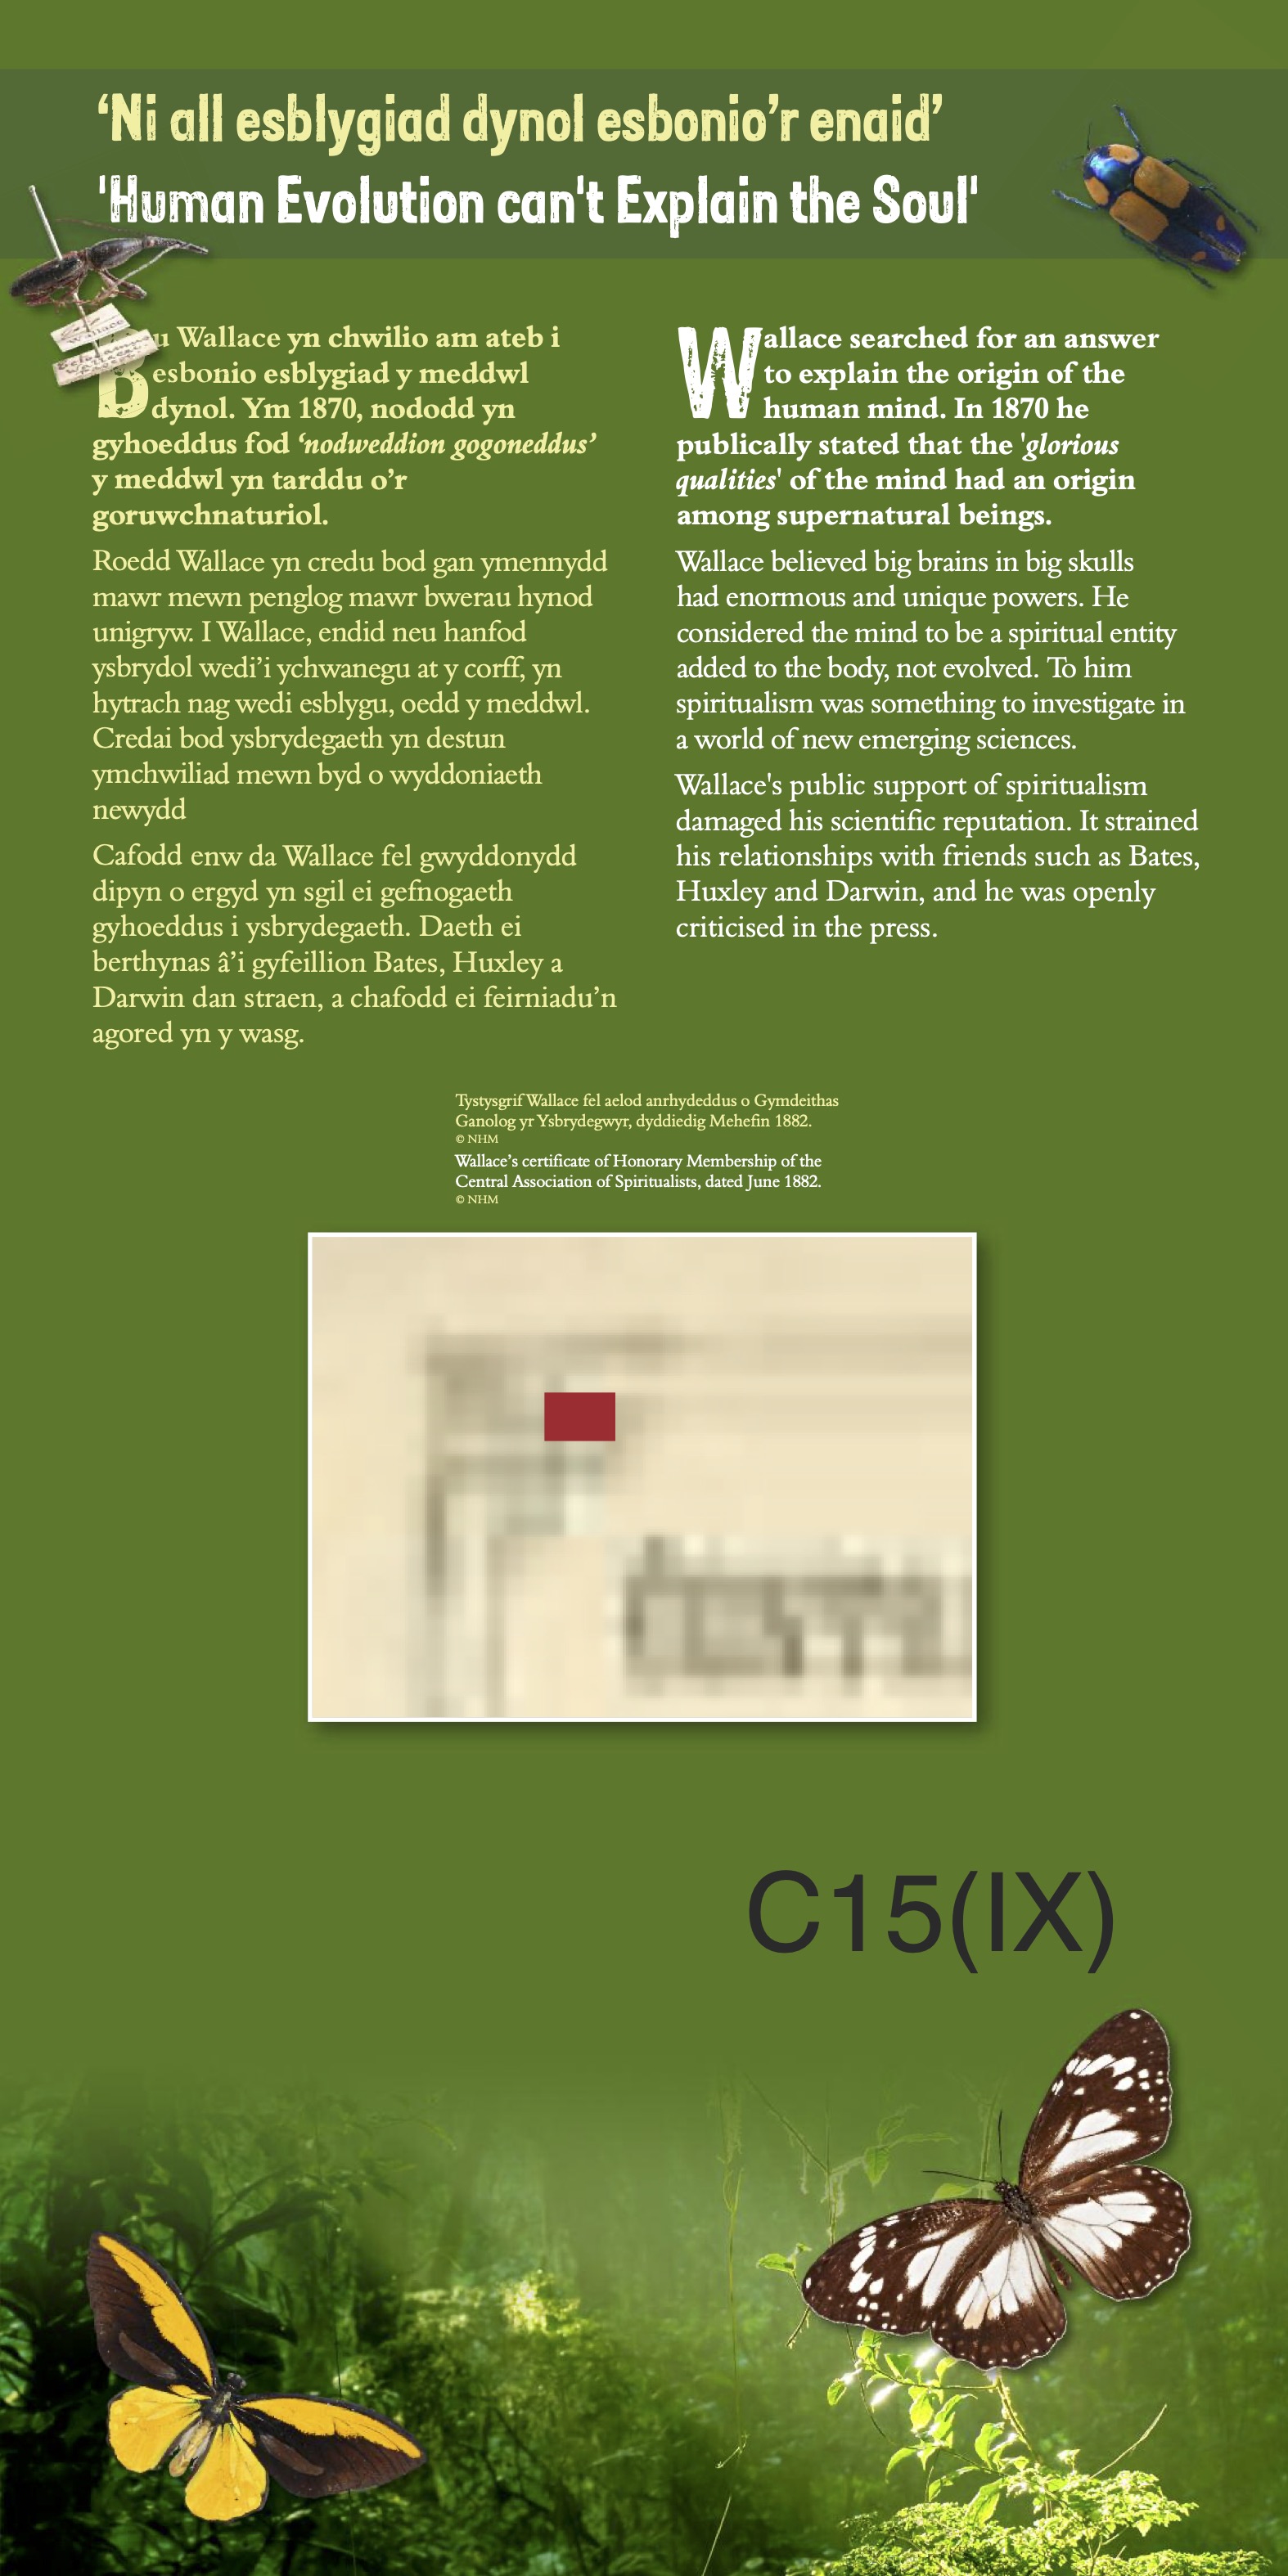 ‘Ni all esblygiad dynol esbonio’r enaid’
'Human Evolution can't Explain the Soul'
Bu Wallace yn chwilio am ateb i
esbonio esblygiad y meddwl
dynol. Ym 1870, nododd yn
gyhoeddus fod ‘nodweddion gogoneddus’
y meddwl yn tarddu o’r
goruwchnaturiol.
Roedd Wallace yn credu bod gan ymennydd
mawr mewn penglog mawr bwerau hynod
unigryw. I Wallace, endid neu hanfod
ysbrydol wedi’i ychwanegu at y corff, yn
hytrach nag wedi esblygu, oedd y meddwl.
Credai bod ysbrydegaeth yn destun
ymchwiliad mewn byd o wyddoniaeth
newydd
Cafodd enw da Wallace fel gwyddonydd
dipyn o ergyd yn sgil ei gefnogaeth
gyhoeddus i ysbrydegaeth. Daeth ei
berthynas â’i gyfeillion Bates, Huxley a
Darwin dan straen, a chafodd ei feirniadu’n
agored yn y wasg.
Wallace searched for an answer
to explain the origin of the
human mind. In 1870 he
publically stated that the 'glorious
qualities' of the mind had an origin
among supernatural beings.
Wallace believed big brains in big skulls
had enormous and unique powers. He
considered the mind to be a spiritual entity
added to the body, not evolved. To him
spiritualism was something to investigate in
a world of new emerging sciences.
Wallace's public support of spiritualism
damaged his scientific reputation. It strained
his relationships with friends such as Bates,
Huxley and Darwin, and he was openly
criticised in the press.
Tystysgrif Wallace fel aelod anrhydeddus o Gymdeithas
Ganolog yr Ysbrydegwyr, dyddiedig Mehefin 1882.
© NHM
Wallace’s certificate of Honorary Membership of the
Central Association of Spiritualists, dated June 1882.
© NHM
C15(IX)